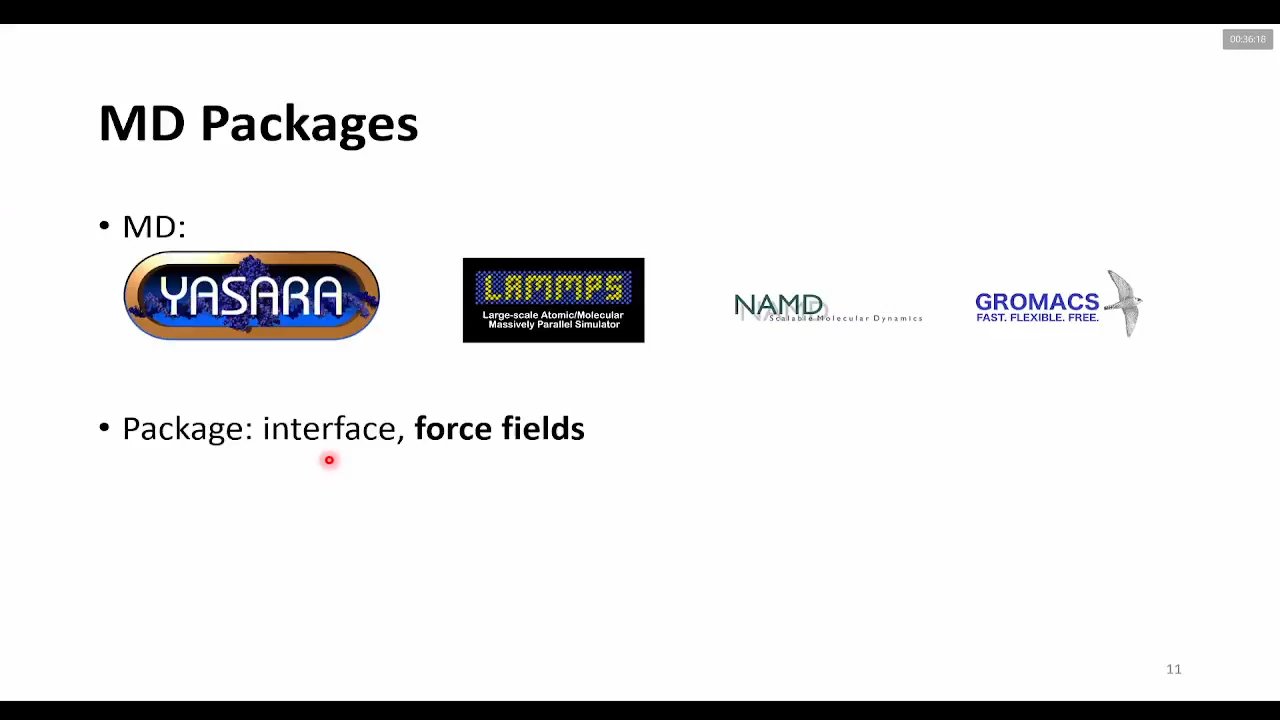 00:36:18
MD Packages
• MD:
YASARA
LAMMPS
Large-scale Atomic/Molecular
Massively Parallel Simulator
NAMD
Scalable Molecular Dynamics
GROMACS
FAST. FLEXIBLE. FREE.
• Package: interface, force fields
11